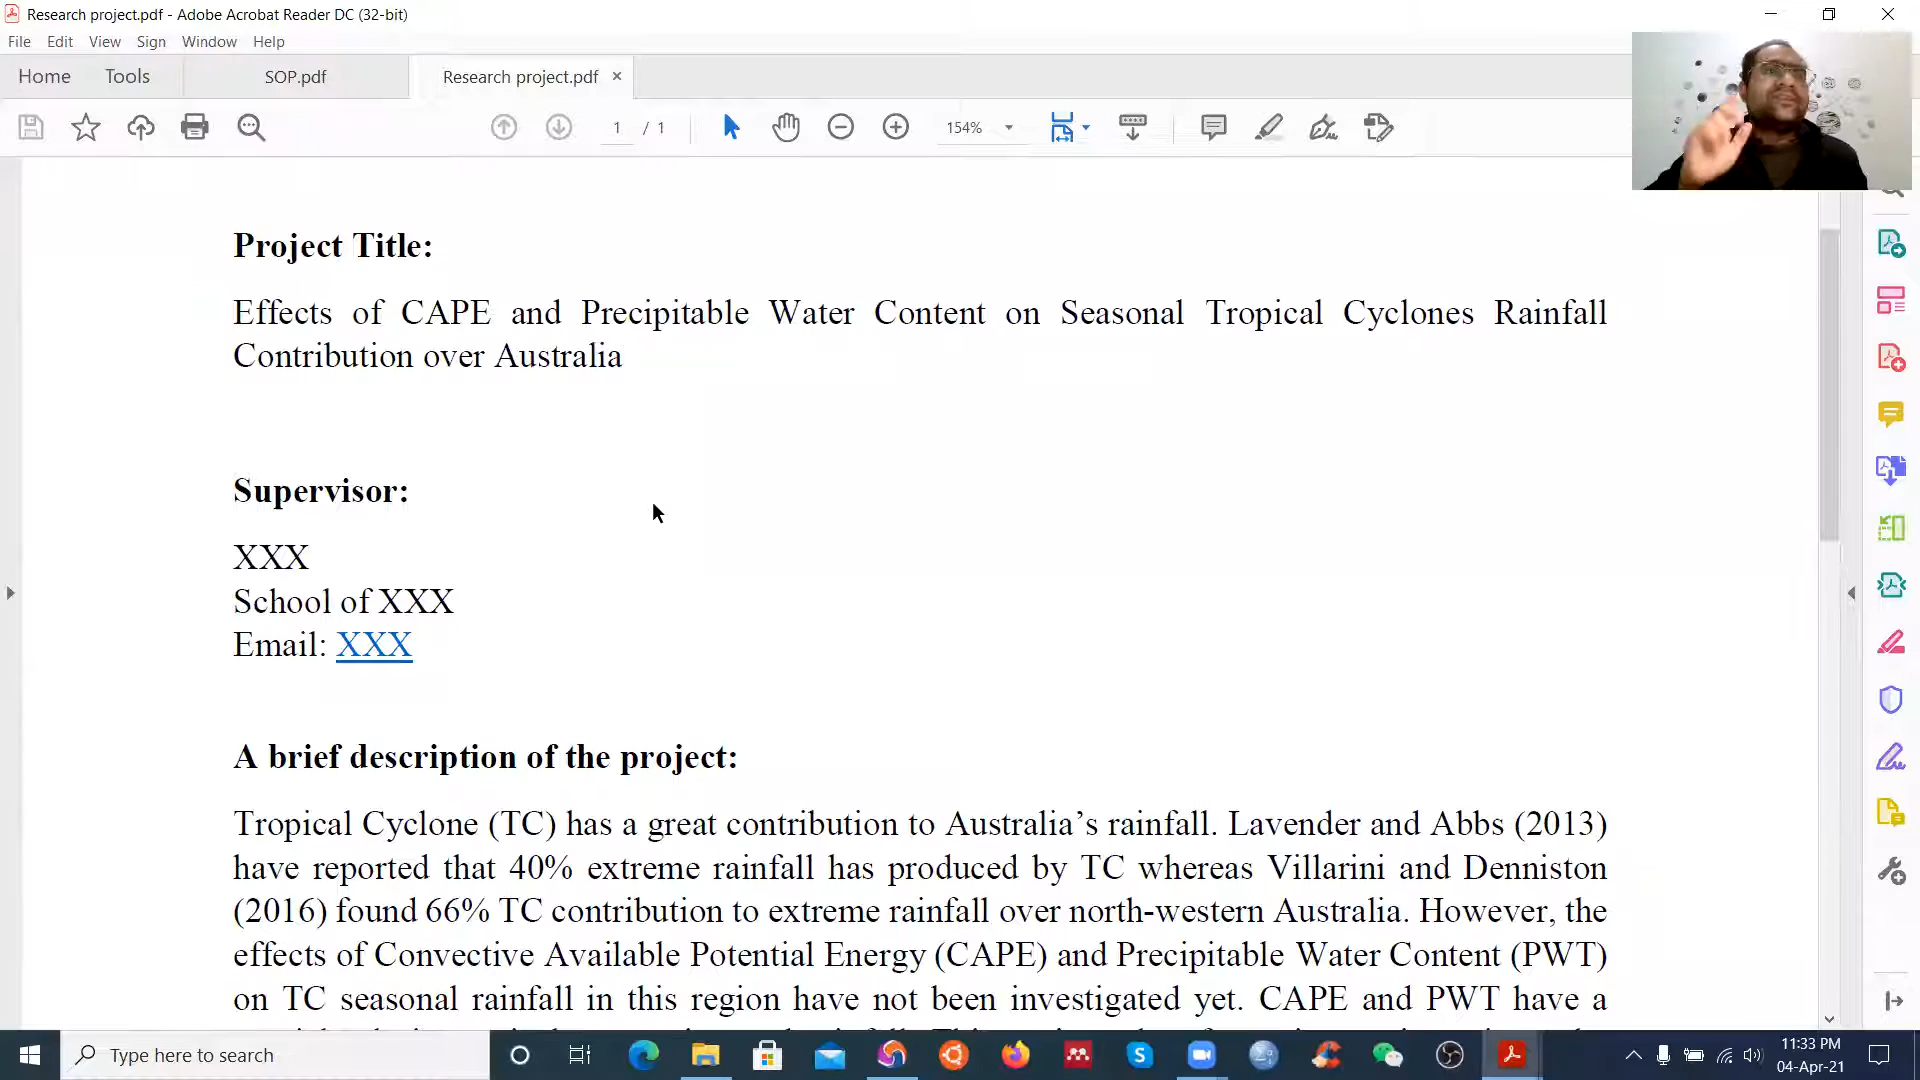 Research project.pdf - Adobe Acrobat Reader DC (32-bit)
File Edit View Sign Window Help
Home Tools SOP.pdf Research project.pdf ×
1 / 1 154%
Project Title:
Effects of CAPE and Precipitable Water Content on Seasonal Tropical Cyclones Rainfall
Contribution over Australia
Supervisor:
XXX
School of XXX
Email: XXX
A brief description of the project:
Tropical Cyclone (TC) has a great contribution to Australia’s rainfall. Lavender and Abbs (2013)
have reported that 40% extreme rainfall has produced by TC whereas Villarini and Denniston
(2016) found 66% TC contribution to extreme rainfall over north-western Australia. However, the
effects of Convective Available Potential Energy (CAPE) and Precipitable Water Content (PWT)
on TC seasonal rainfall in this region have not been investigated yet. CAPE and PWT have a
Type here to search
11:33 PM
04-Apr-21